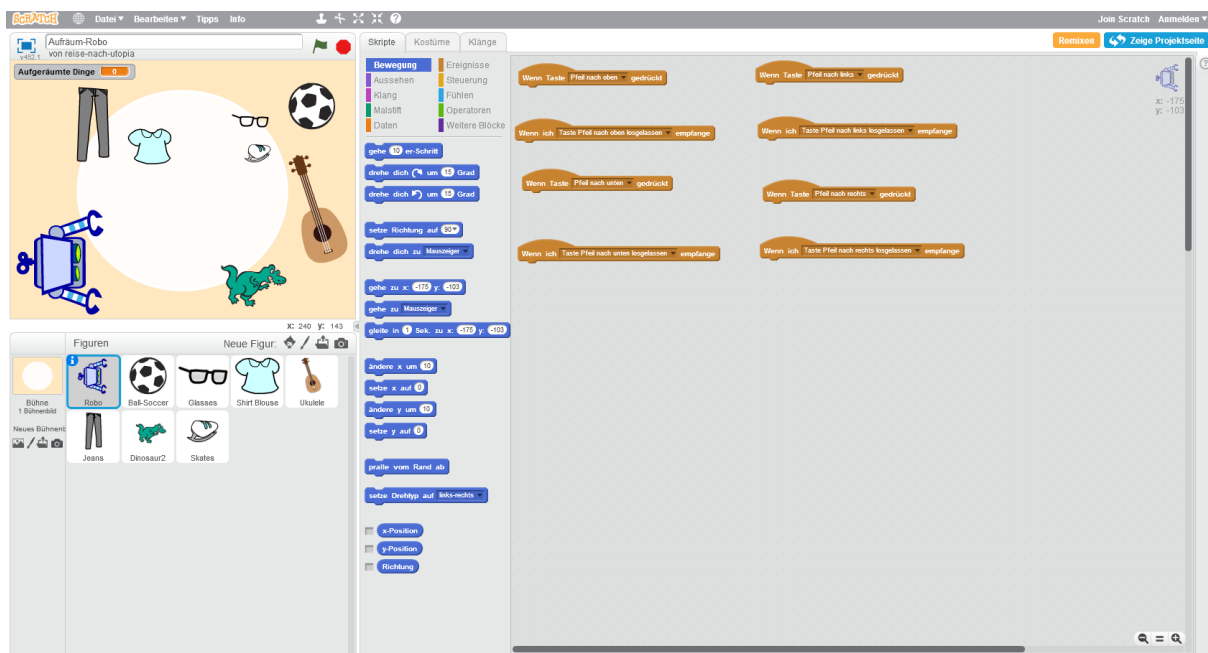 SCRATCH Datei Bearbeiten Tipps Info Join Scratch Anmelden
Aufräum-Robo
von reise-nach-utopia
v452.1
Skripte Kostüme Klänge
Remixen Zeige Projektseite
Aufgeräumte Dinge 0
Bewegung Ereignisse
Aussehen Steuerung
Klang Fühlen
Malstift Operatoren
Daten Weitere Blöcke
gehe 10 er-Schritt
drehe dich um 15 Grad
drehe dich um 15 Grad
setze Richtung auf 90
drehe dich zu Mauszeiger
gehe zu x: -175 y: -103
gehe zu Mauszeiger
gleite in 1 Sek. zu x: -175 y: -103
ändere x um 10
setze x auf 0
ändere y um 10
setze y auf 0
pralle vom Rand ab
setze Drehtyp auf links-rechts
x-Position
y-Position
Richtung
Wenn Taste Pfeil nach oben gedrückt
Wenn ich Taste Pfeil nach oben losgelassen empfange
Wenn Taste Pfeil nach unten gedrückt
Wenn ich Taste Pfeil nach unten losgelassen empfange
Wenn Taste Pfeil nach links gedrückt
Wenn ich Taste Pfeil nach links losgelassen empfange
Wenn Taste Pfeil nach rechts gedrückt
Wenn ich Taste Pfeil nach rechts losgelassen empfange
x: -175
y: -103
x: 240 y: 143
Figuren Neue Figur:
Bühne
1 Bühnenbild
Neues Bühnenb
Robo Ball-Soccer Glasses Shirt Blouse Ukulele
Jeans Dinosaur2 Skates